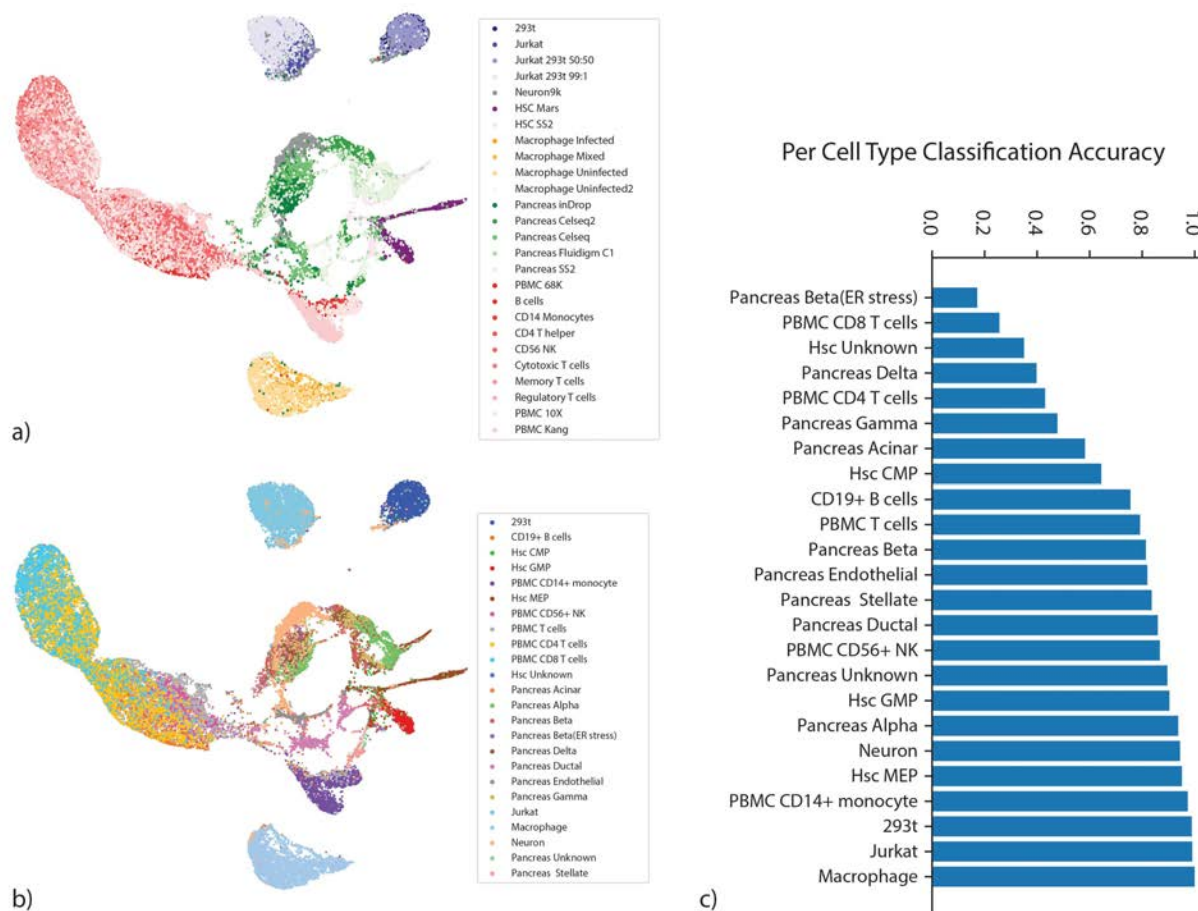 293t
Jurkat
Jurkat 293t 50:50
Jurkat 293t 99:1
Neuron9k
HSC Mars
HSC SS2
Macrophage Infected
Macrophage Mixed
Macrophage Uninfected
Macrophage Uninfected2
Pancreas inDrop
Pancreas Celseq2
Pancreas Celseq
Pancreas Fluidigm C1
Pancreas SS2
PBMC 68K
B cells
CD14 Monocytes
CD4 T helper
CD56 NK
Cytotoxic T cells
Memory T cells
Regulatory T cells
PBMC 10X
PBMC Kang
a)
293t
CD19+ B cells
Hsc CMP
Hsc GMP
PBMC CD14+ monocyte
Hsc MEP
PBMC CD56+ NK
PBMC T cells
PBMC CD4 T cells
PBMC CD8 T cells
Hsc Unknown
Pancreas Acinar
Pancreas Alpha
Pancreas Beta
Pancreas Beta(ER stress)
Pancreas Delta
Pancreas Ductal
Pancreas Endothelial
Pancreas Gamma
Jurkat
Macrophage
Neuron
Pancreas Unknown
Pancreas  Stellate
b)
Per Cell Type Classification Accuracy
0.0 0.2 0.4 0.6 0.8 1.0
Pancreas Beta(ER stress)
PBMC CD8 T cells
Hsc Unknown
Pancreas Delta
PBMC CD4 T cells
Pancreas Gamma
Pancreas Acinar
Hsc CMP
CD19+ B cells
PBMC T cells
Pancreas Beta
Pancreas Endothelial
Pancreas  Stellate
Pancreas Ductal
PBMC CD56+ NK
Pancreas Unknown
Hsc GMP
Pancreas Alpha
Neuron
Hsc MEP
PBMC CD14+ monocyte
293t
Jurkat
Macrophage
c)